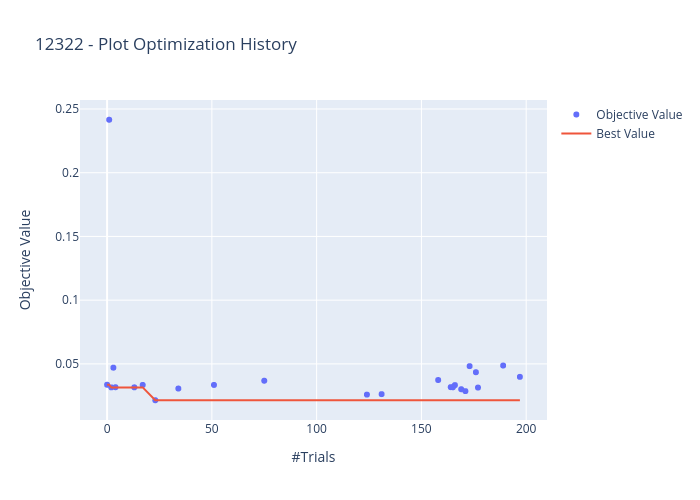 12322 - Plot Optimization History
Objective Value
Best Value
0.25
0.2
0.15
0.1
0.05
Objective Value
0
50
100
150
200
#Trials